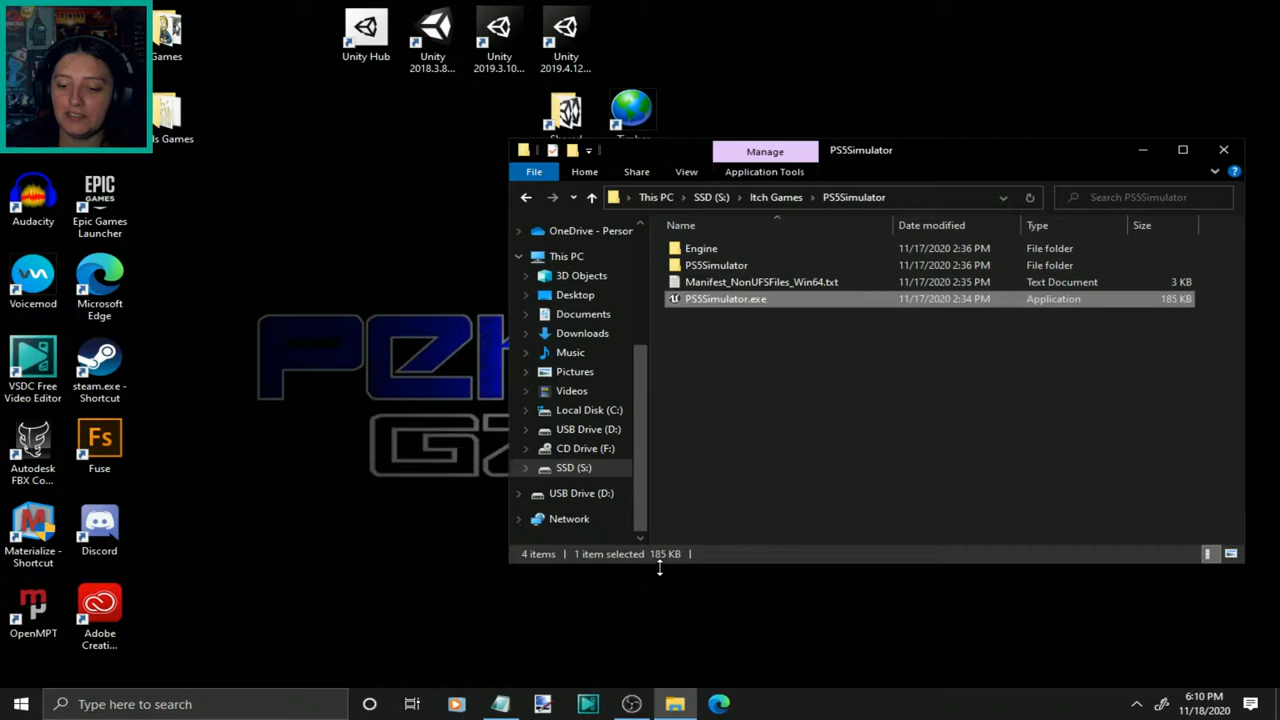 Games
ds Games
Unity Hub
Unity
2018.3.8...
Unity
2019.3.10...
Unity
2019.4.12...
Audacity
Epic Games
Launcher
Voicemod
Microsoft
Edge
VSDC Free
Video Editor
steam.exe -
Shortcut
Autodesk
FBX Co...
Fs
Fuse
Materialize -
Shortcut
Discord
OpenMPT
Adobe
Creati...
Manage
PS5Simulator
File
Home
Share
View
Application Tools
This PC
SSD (S:)
Itch Games
PS5Simulator
Search PS5Simulator
Name
Date modified
Type
Size
Engine
11/17/2020 2:36 PM
File folder
PS5Simulator
11/17/2020 2:36 PM
File folder
Manifest_NonUFSFiles_Win64.txt
11/17/2020 2:35 PM
Text Document
3 KB
PS5Simulator.exe
11/17/2020 2:34 PM
Application
185 KB
OneDrive - Person
This PC
3D Objects
Desktop
Documents
Downloads
Music
Pictures
Videos
Local Disk (C:)
USB Drive (D:)
CD Drive (F:)
SSD (S:)
USB Drive (D:)
Network
4 items
1 item selected
185 KB
Type here to search
6:10 PM
11/18/2020